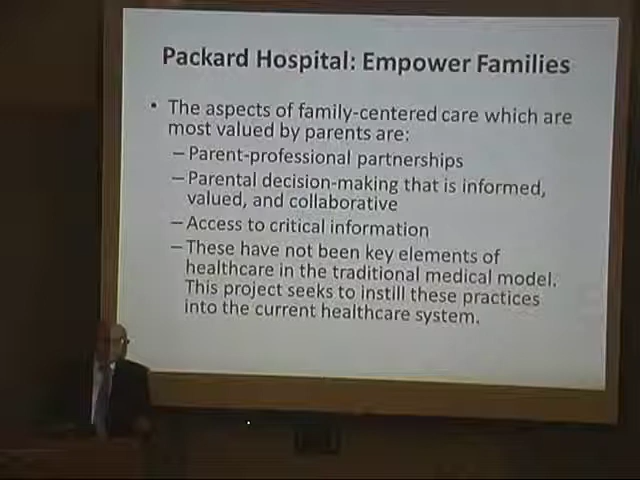 Packard Hospital: Empower Families
• The aspects of family-centered care which are
most valued by parents are:
– Parent-professional partnerships
– Parental decision-making that is informed,
valued, and collaborative
– Access to critical information
– These have not been key elements of
healthcare in the traditional medical model.
This project seeks to instill these practices
into the current healthcare system.